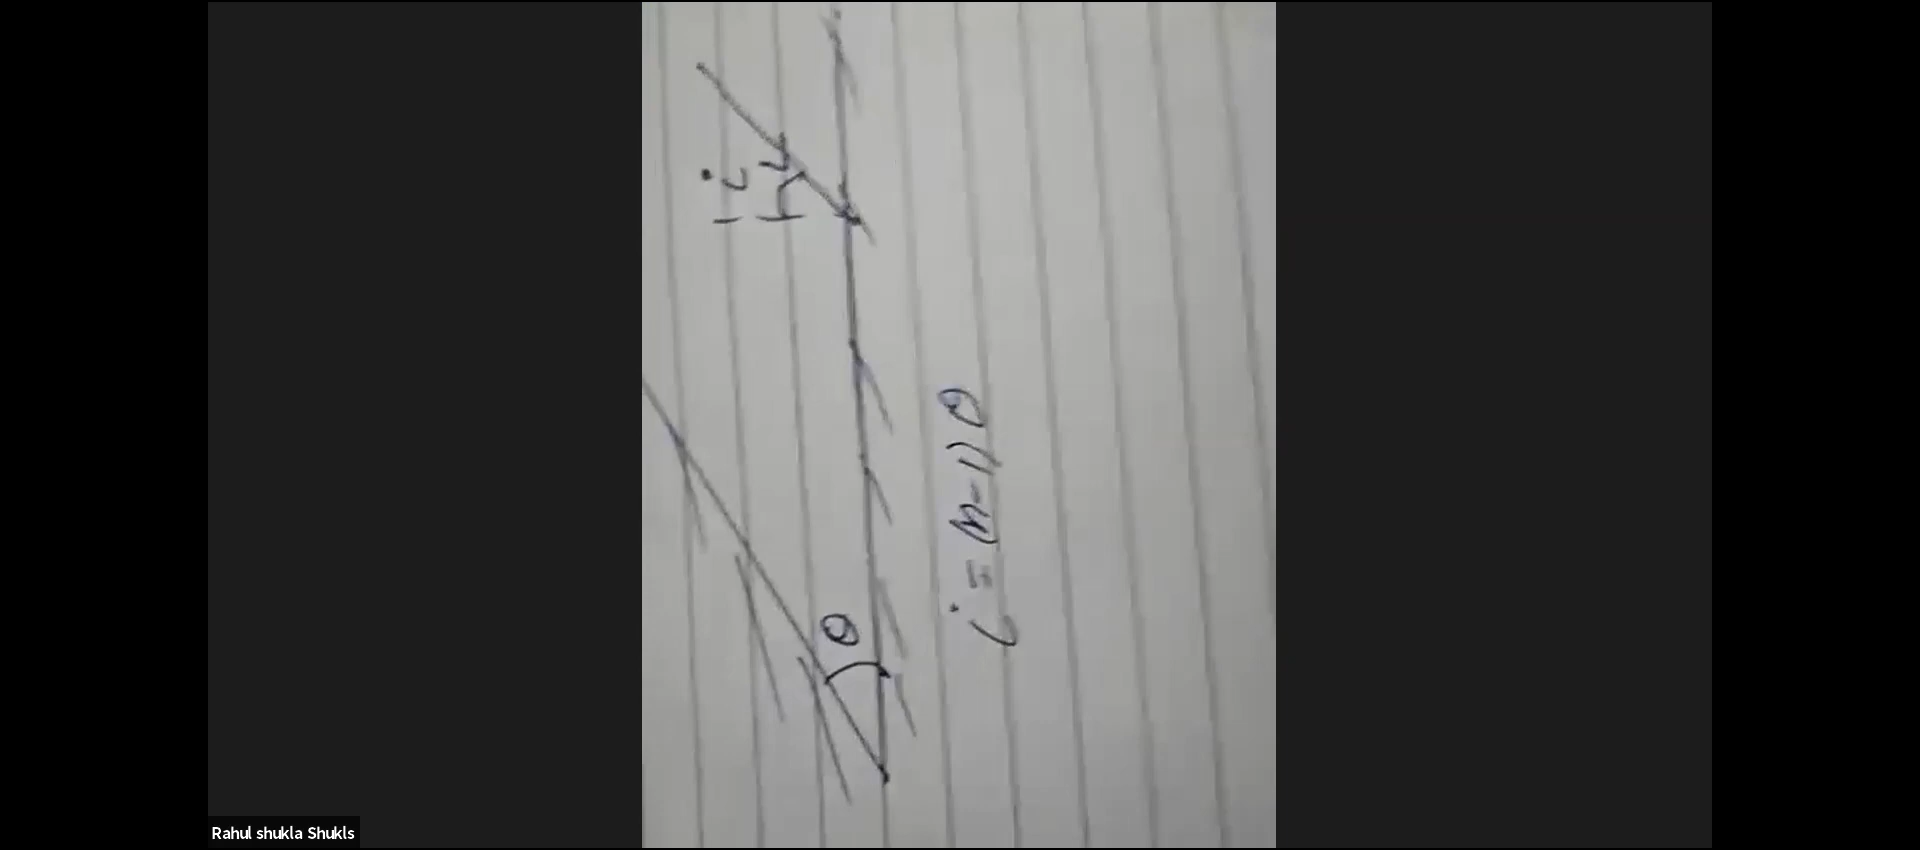 i
θ
i = (n-1) θ
Rahul shukla Shukls